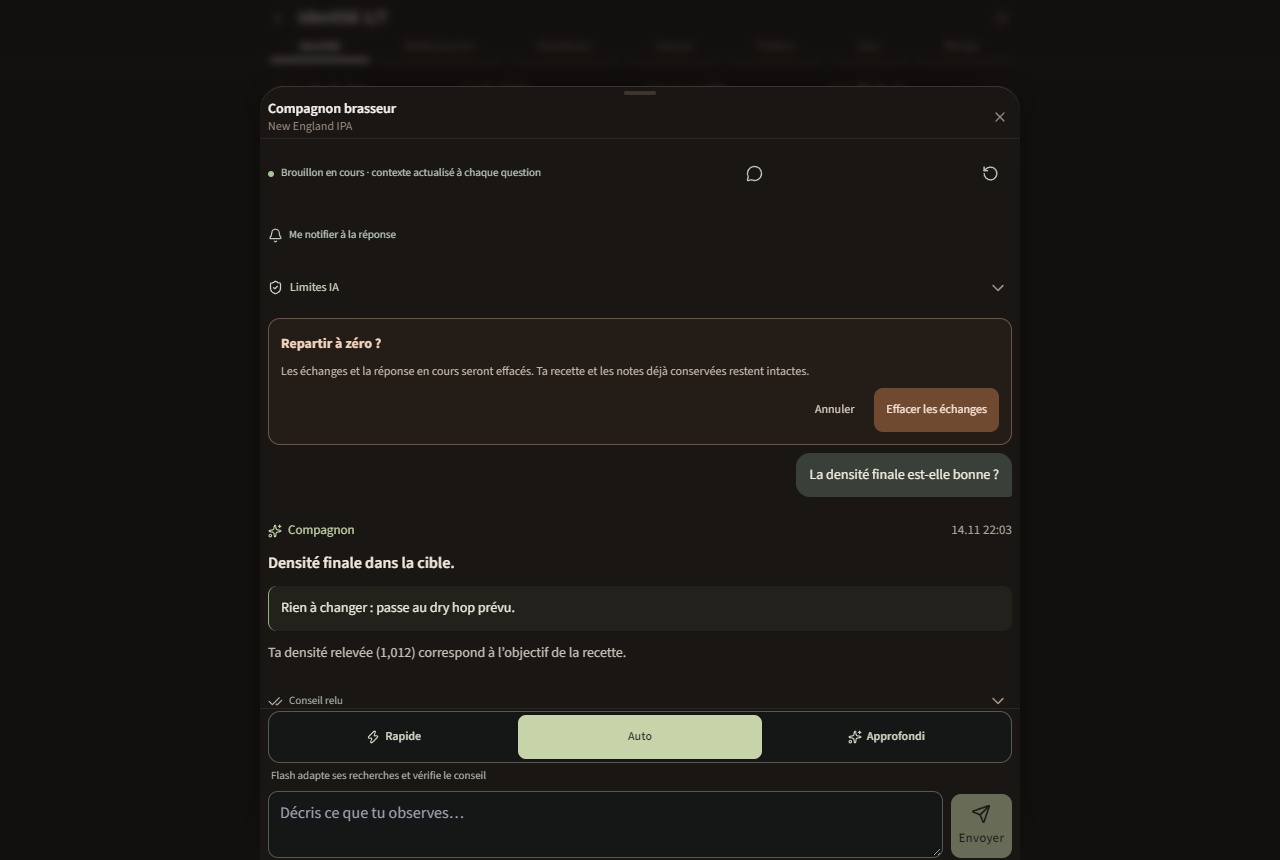 Compagnon brasseur
New England IPA
Brouillon en cours · contexte actualisé à chaque question
Me notifier à la réponse
Limites IA
Repartir à zéro ?
Les échanges et la réponse en cours seront effacés. Ta recette et les notes déjà conservées restent intactes.
Annuler
Effacer les échanges
La densité finale est-elle bonne ?
Compagnon
14.11 22:03
Densité finale dans la cible.
Rien à changer : passe au dry hop prévu.
Ta densité relevée (1,012) correspond à l’objectif de la recette.
Conseil relu
Rapide
Auto
Approfondi
Flash adapte ses recherches et vérifie le conseil
Décris ce que tu observes…
Envoyer